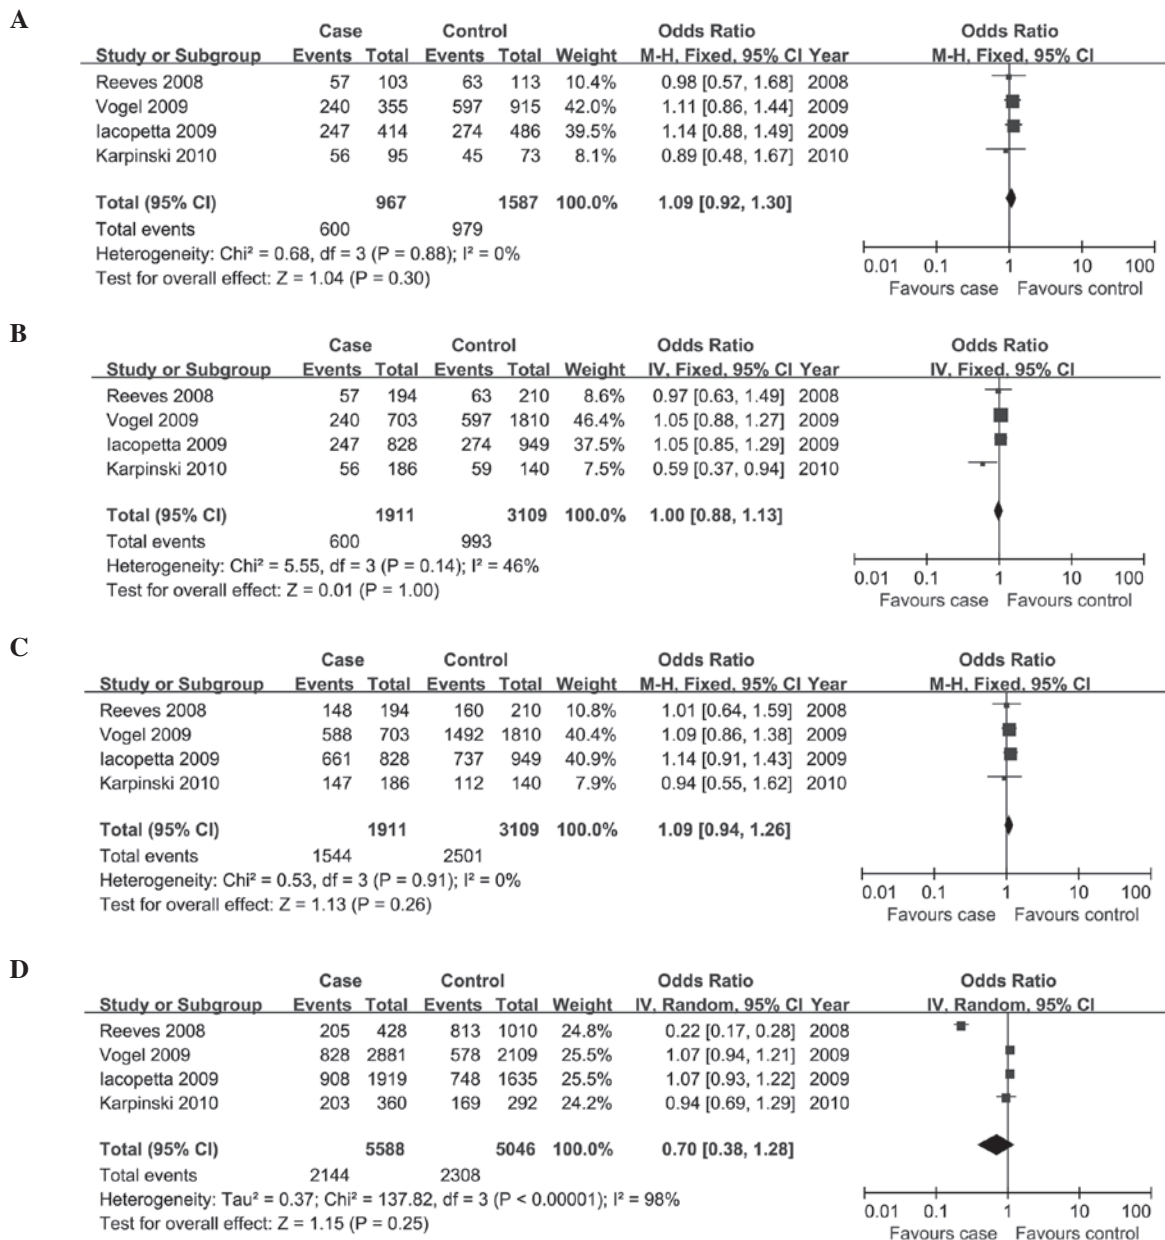 A
Case Control Odds Ratio Odds Ratio
Study or Subgroup Events Total Events Total Weight M-H, Fixed, 95% CI Year M-H, Fixed, 95% CI
Reeves 2008 57 103 63 113 10.4% 0.98 [0.57, 1.68] 2008
Vogel 2009 240 355 597 915 42.0% 1.11 [0.86, 1.44] 2009
Iacopetta 2009 247 414 274 486 39.5% 1.14 [0.88, 1.49] 2009
Karpinski 2010 56 95 45 73 8.1% 0.89 [0.48, 1.67] 2010
Total (95% CI) 967 1587 100.0% 1.09 [0.92, 1.30]
Total events 600 979
Heterogeneity: Chi² = 0.68, df = 3 (P = 0.88); I² = 0%
Test for overall effect: Z = 1.04 (P = 0.30)
0.01 0.1 1 10 100
Favours case Favours control
B
Case Control Odds Ratio Odds Ratio
Study or Subgroup Events Total Events Total Weight IV, Fixed, 95% CI Year IV, Fixed, 95% CI
Reeves 2008 57 194 63 210 8.6% 0.97 [0.63, 1.49] 2008
Vogel 2009 240 703 597 1810 46.4% 1.05 [0.88, 1.27] 2009
Iacopetta 2009 247 828 274 949 37.5% 1.05 [0.85, 1.29] 2009
Karpinski 2010 56 186 59 140 7.5% 0.59 [0.37, 0.94] 2010
Total (95% CI) 1911 3109 100.0% 1.00 [0.88, 1.13]
Total events 600 993
Heterogeneity: Chi² = 5.55, df = 3 (P = 0.14); I² = 46%
Test for overall effect: Z = 0.01 (P = 1.00)
0.01 0.1 1 10 100
Favours case Favours control
C
Case Control Odds Ratio Odds Ratio
Study or Subgroup Events Total Events Total Weight M-H, Fixed, 95% CI Year M-H, Fixed, 95% CI
Reeves 2008 148 194 160 210 10.8% 1.01 [0.64, 1.59] 2008
Vogel 2009 588 703 1492 1810 40.4% 1.09 [0.86, 1.38] 2009
Iacopetta 2009 661 828 737 949 40.9% 1.14 [0.91, 1.43] 2009
Karpinski 2010 147 186 112 140 7.9% 0.94 [0.55, 1.62] 2010
Total (95% CI) 1911 3109 100.0% 1.09 [0.94, 1.26]
Total events 1544 2501
Heterogeneity: Chi² = 0.53, df = 3 (P = 0.91); I² = 0%
Test for overall effect: Z = 1.13 (P = 0.26)
0.01 0.1 1 10 100
Favours case Favours control
D
Case Control Odds Ratio Odds Ratio
Study or Subgroup Events Total Events Total Weight IV, Random, 95% CI Year IV, Random, 95% CI
Reeves 2008 205 428 813 1010 24.8% 0.22 [0.17, 0.28] 2008
Vogel 2009 828 2881 578 2109 25.5% 1.07 [0.94, 1.21] 2009
Iacopetta 2009 908 1919 748 1635 25.5% 1.07 [0.93, 1.22] 2009
Karpinski 2010 203 360 169 292 24.2% 0.94 [0.69, 1.29] 2010
Total (95% CI) 5588 5046 100.0% 0.70 [0.38, 1.28]
Total events 2144 2308
Heterogeneity: Tau² = 0.37; Chi² = 137.82, df = 3 (P < 0.00001); I² = 98%
Test for overall effect: Z = 1.15 (P = 0.25)
0.01 0.1 1 10 100
Favours case Favours control